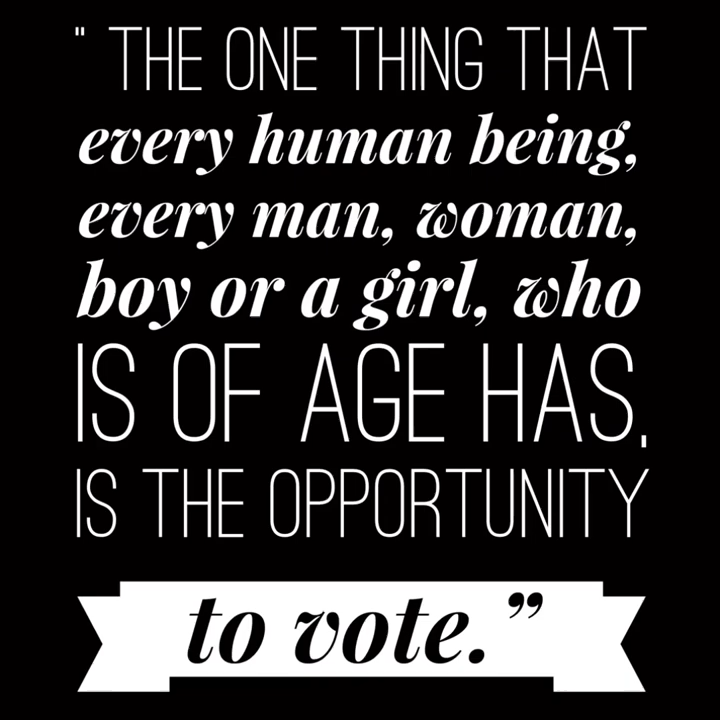 " THE ONE THING THAT
every human being,
every man, woman,
boy or a girl, who
IS OF AGE HAS,
IS THE OPPORTUNITY
to vote.”